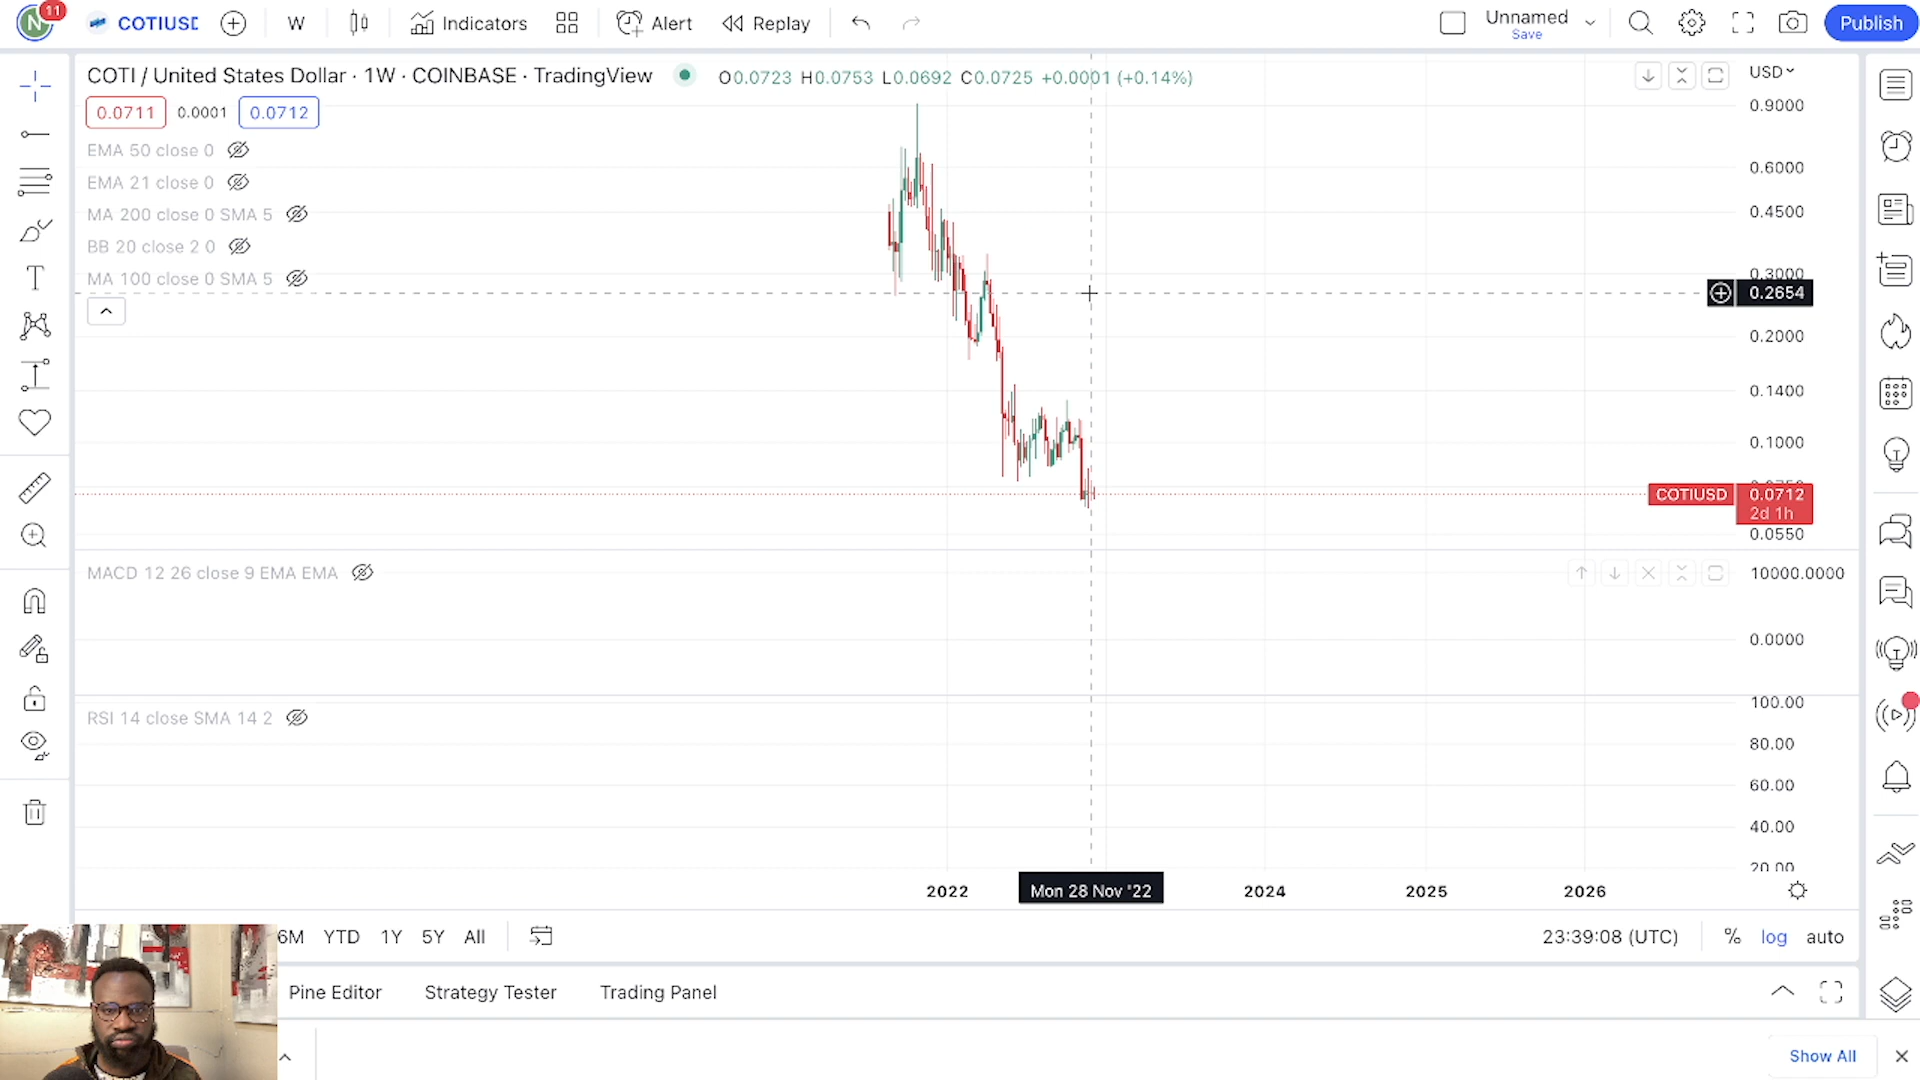 N 11 COTIUSD W Indicators Alert Replay Unnamed Save Publish
COTI / United States Dollar · 1W · COINBASE · TradingView O0.0723 H0.0753 L0.0692 C0.0725 +0.0001 (+0.14%) USD
0.0711 0.0001 0.0712
EMA 50 close 0
EMA 21 close 0
MA 200 close 0 SMA 5
BB 20 close 2 0
MA 100 close 0 SMA 5
0.9000
0.6000
0.4500
0.3000
0.2654
0.2000
0.1400
0.1000
COTIUSD 0.0712
2d 1h
0.0550
MACD 12 26 close 9 EMA EMA 10000.0000
0.0000
RSI 14 close SMA 14 2 100.00
80.00
60.00
40.00
20.00
2022 Mon 28 Nov '22 2024 2025 2026
6M YTD 1Y 5Y All 23:39:08 (UTC) % log auto
Pine Editor Strategy Tester Trading Panel
Show All